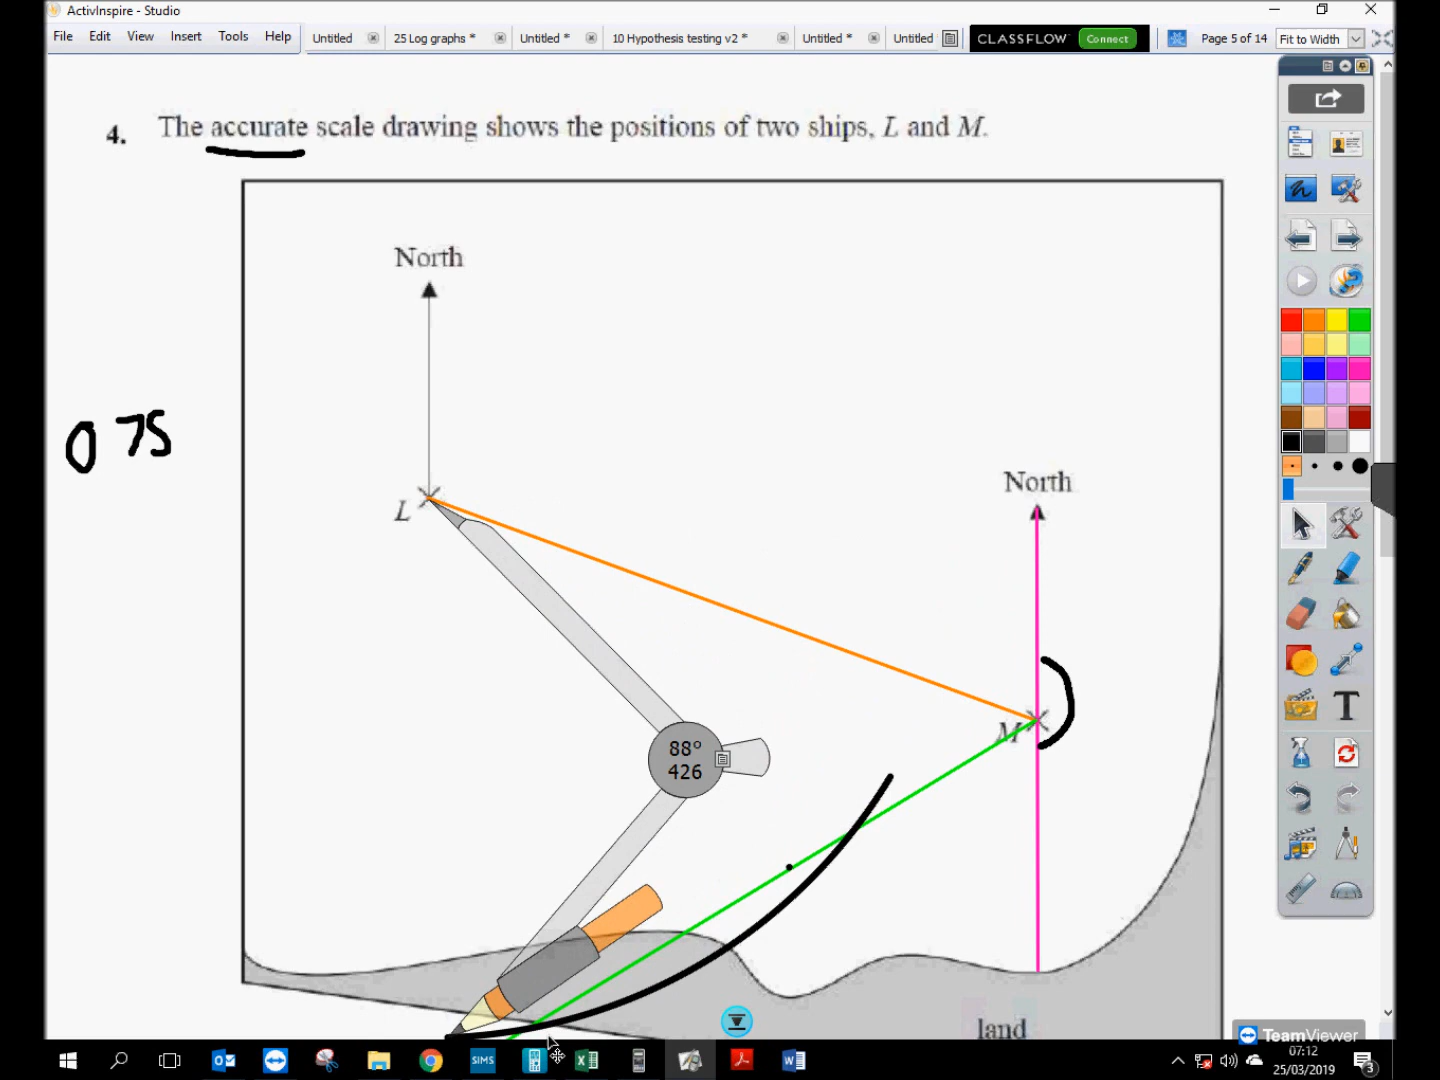 ActivInspire - Studio
File Edit View Insert Tools Help Untitled 25 Log graphs * Untitled * 10 Hypothesis testing v2 * Untitled * Untitled CLASSFLOW Connect Page 5 of 14 Fit to Width
4. The accurate scale drawing shows the positions of two ships, L and M.
North
075
North
L
M
88°
426
land
TeamViewer
SIMS
07:12
25/03/2019
3